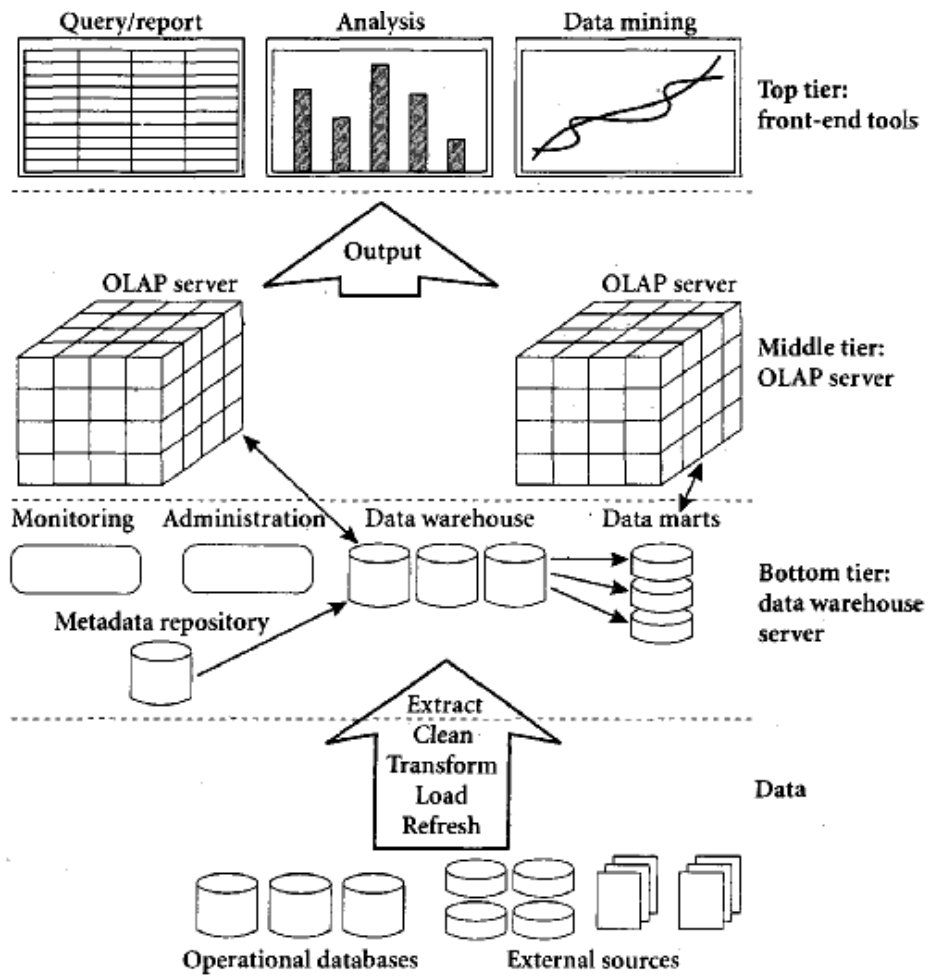 Query/report
Analysis
Data mining
Top tier:
front-end tools
Output
OLAP server
OLAP server
Middle tier:
OLAP server
Monitoring
Administration
Data warehouse
Data marts
Bottom tier:
data warehouse
server
Metadata repository
Extract
Clean
Transform
Load
Refresh
Data
Operational databases
External sources